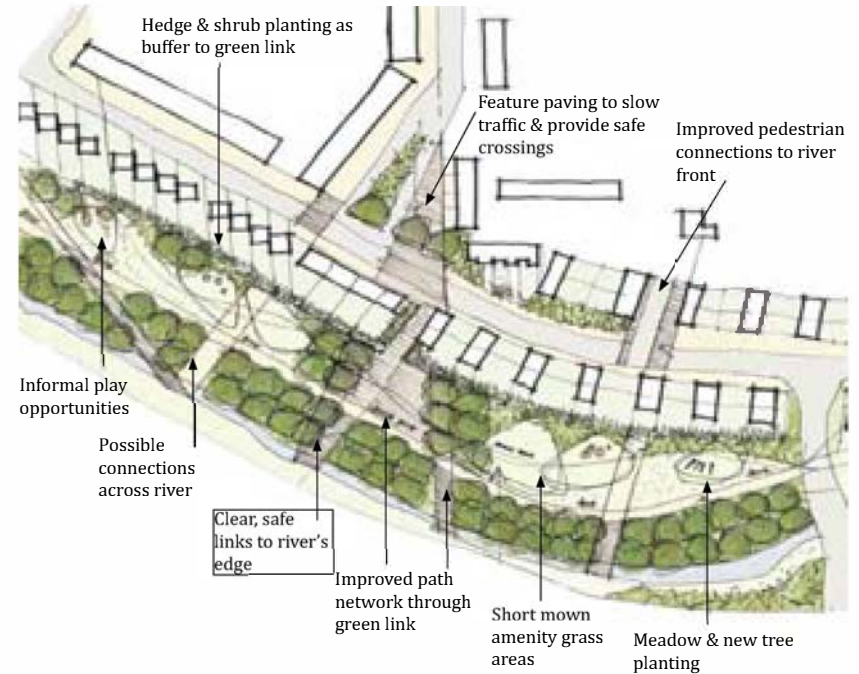 Hedge & shrub planting as
buffer to green link
Feature paving to slow
traffic & provide safe
crossings
Improved pedestrian
connections to river
front
Informal play
opportunities
Possible
connections
across river
Clear, safe
links to river's
edge
Improved path
network through
green link
Short mown
amenity grass
areas
Meadow & new tree
planting